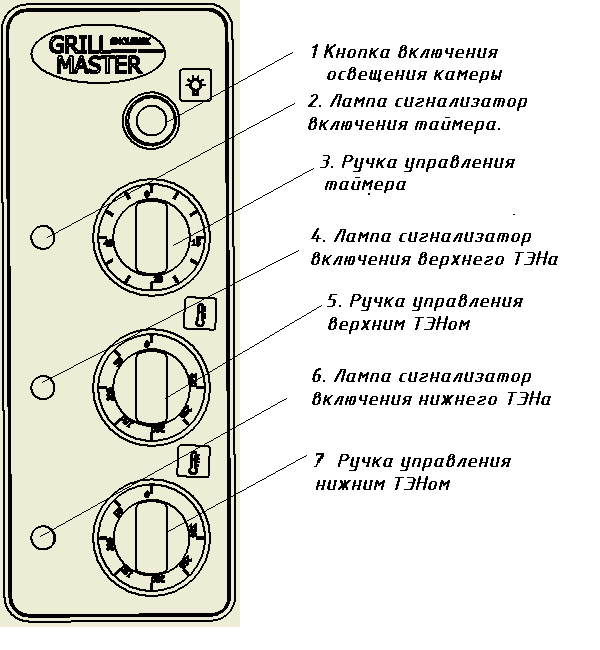 GRILL
MASTER
1 Кнопка включения
освещения камеры
2. Лампа сигнализатор
включения таймера.
3. Ручка управления
таймера
4. Лампа сигнализатор
включения верхнего ТЭНа
5. Ручка управления
верхним ТЭНом
6. Лампа сигнализатор
включения нижнего ТЭНа
7 Ручка управления
нижним ТЭНом